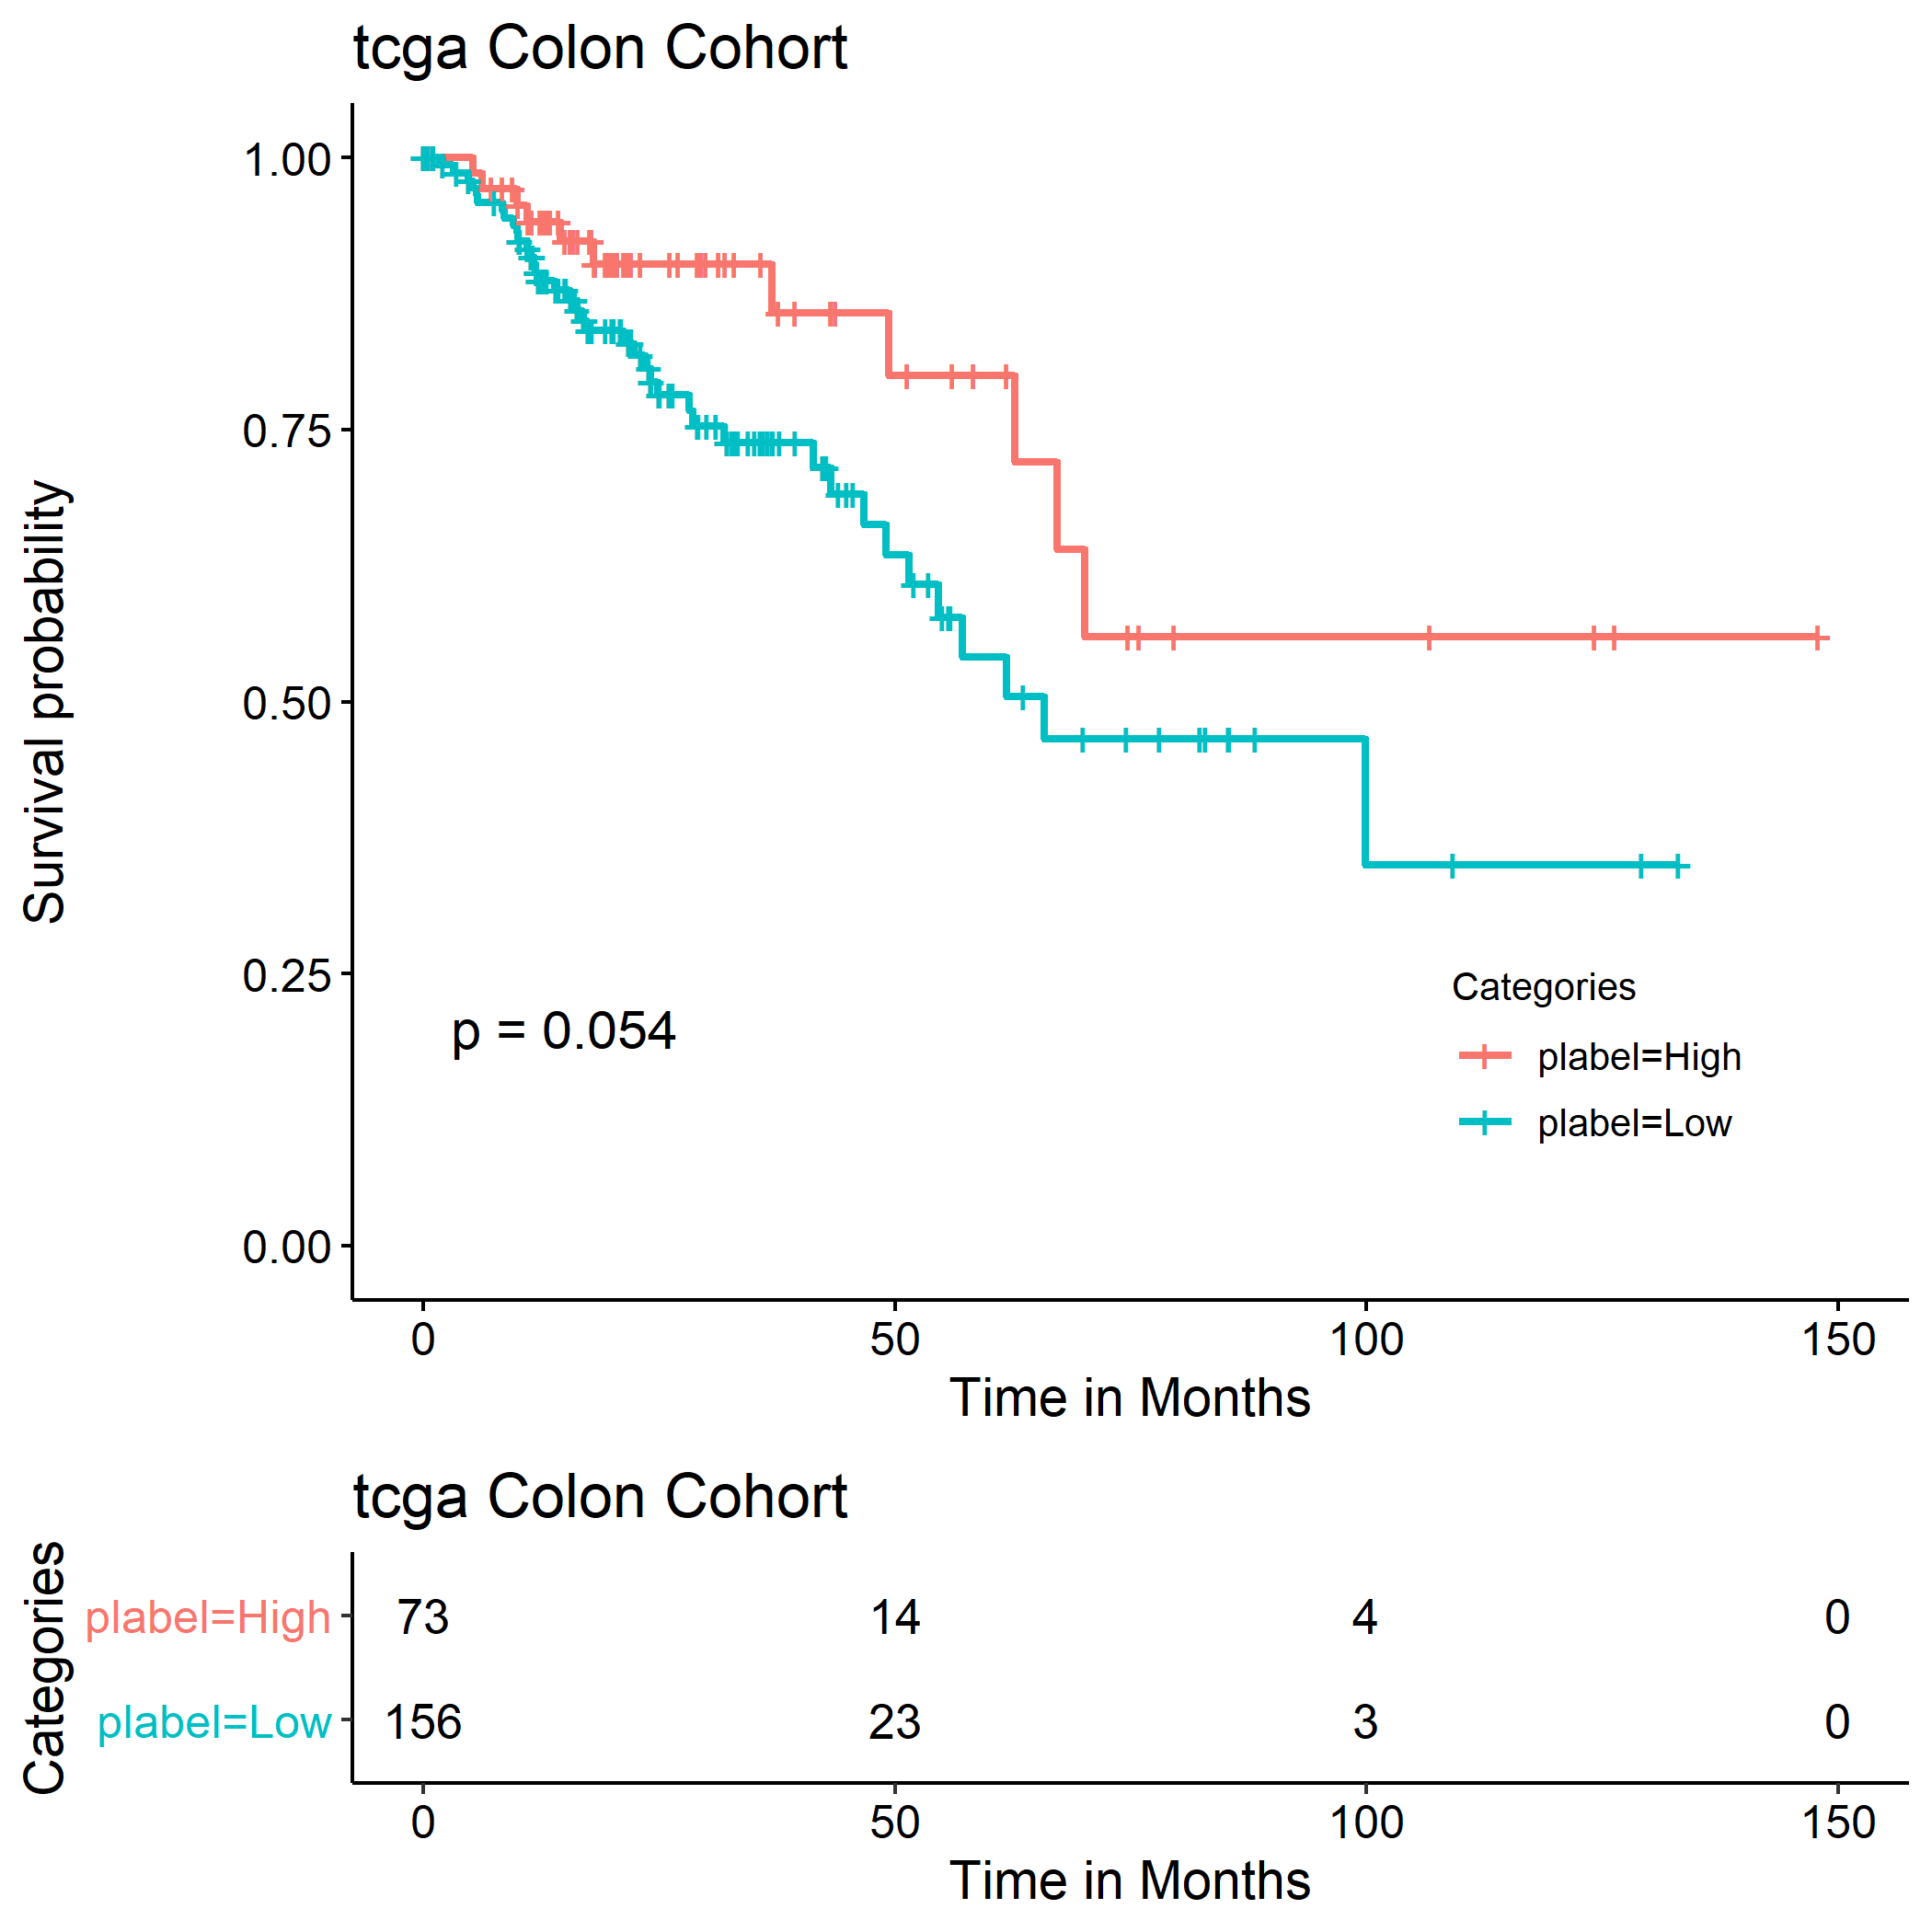 tcga Colon Cohort
Survival probability
1.00
0.75
0.50
0.25
0.00
p = 0.054
Categories
plabel=High
plabel=Low
0 50 100 150
Time in Months
tcga Colon Cohort
Categories
plabel=High 73 14 4 0
plabel=Low 156 23 3 0
0 50 100 150
Time in Months